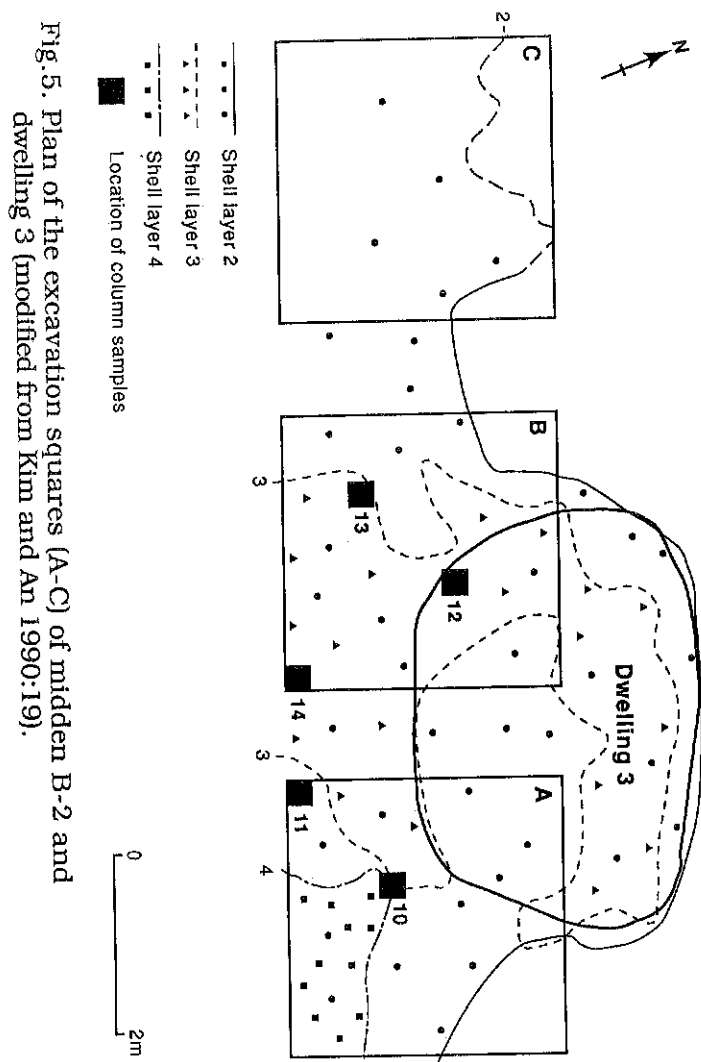 N
2-
C
B
A
3
13
12
14
Dwelling 3
3
11
10
4
Shell layer 2
Shell layer 3
Shell layer 4
Location of column samples
0 2m
Fig.5. Plan of the excavation squares (A-C) of midden B-2 and
dwelling 3 (modified from Kim and An 1990:19).